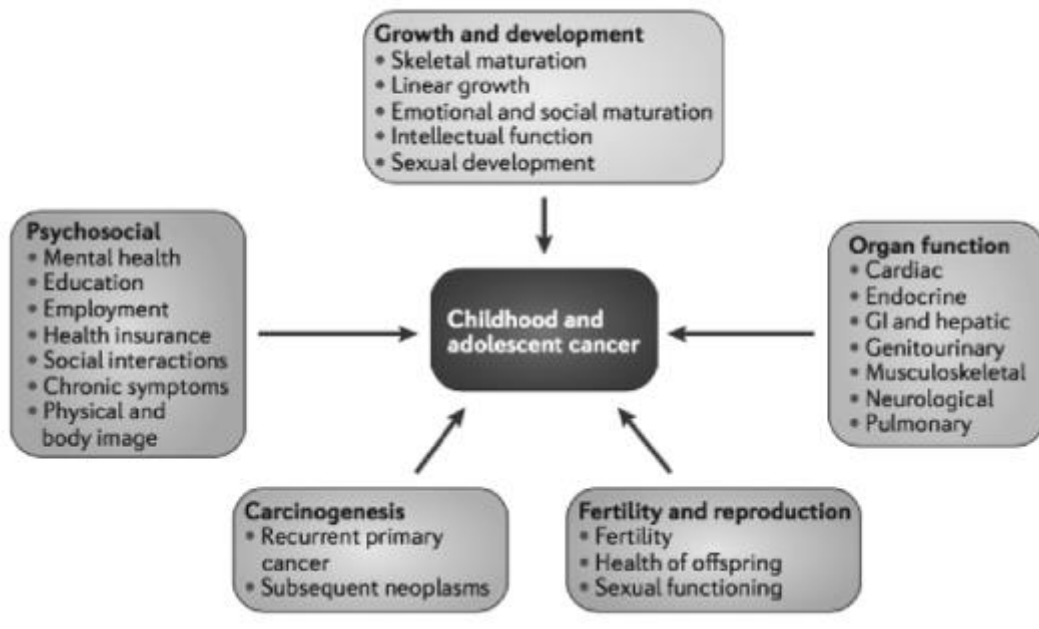 Growth and development
• Skeletal maturation
• Linear growth
• Emotional and social maturation
• Intellectual function
• Sexual development
Psychosocial
• Mental health
• Education
• Employment
• Health insurance
• Social interactions
• Chronic symptoms
• Physical and
body image
Childhood and
adolescent cancer
Organ function
• Cardiac
• Endocrine
• GI and hepatic
• Genitourinary
• Musculoskeletal
• Neurological
• Pulmonary
Carcinogenesis
• Recurrent primary
cancer
• Subsequent neoplasms
Fertility and reproduction
• Fertility
• Health of offspring
• Sexual functioning